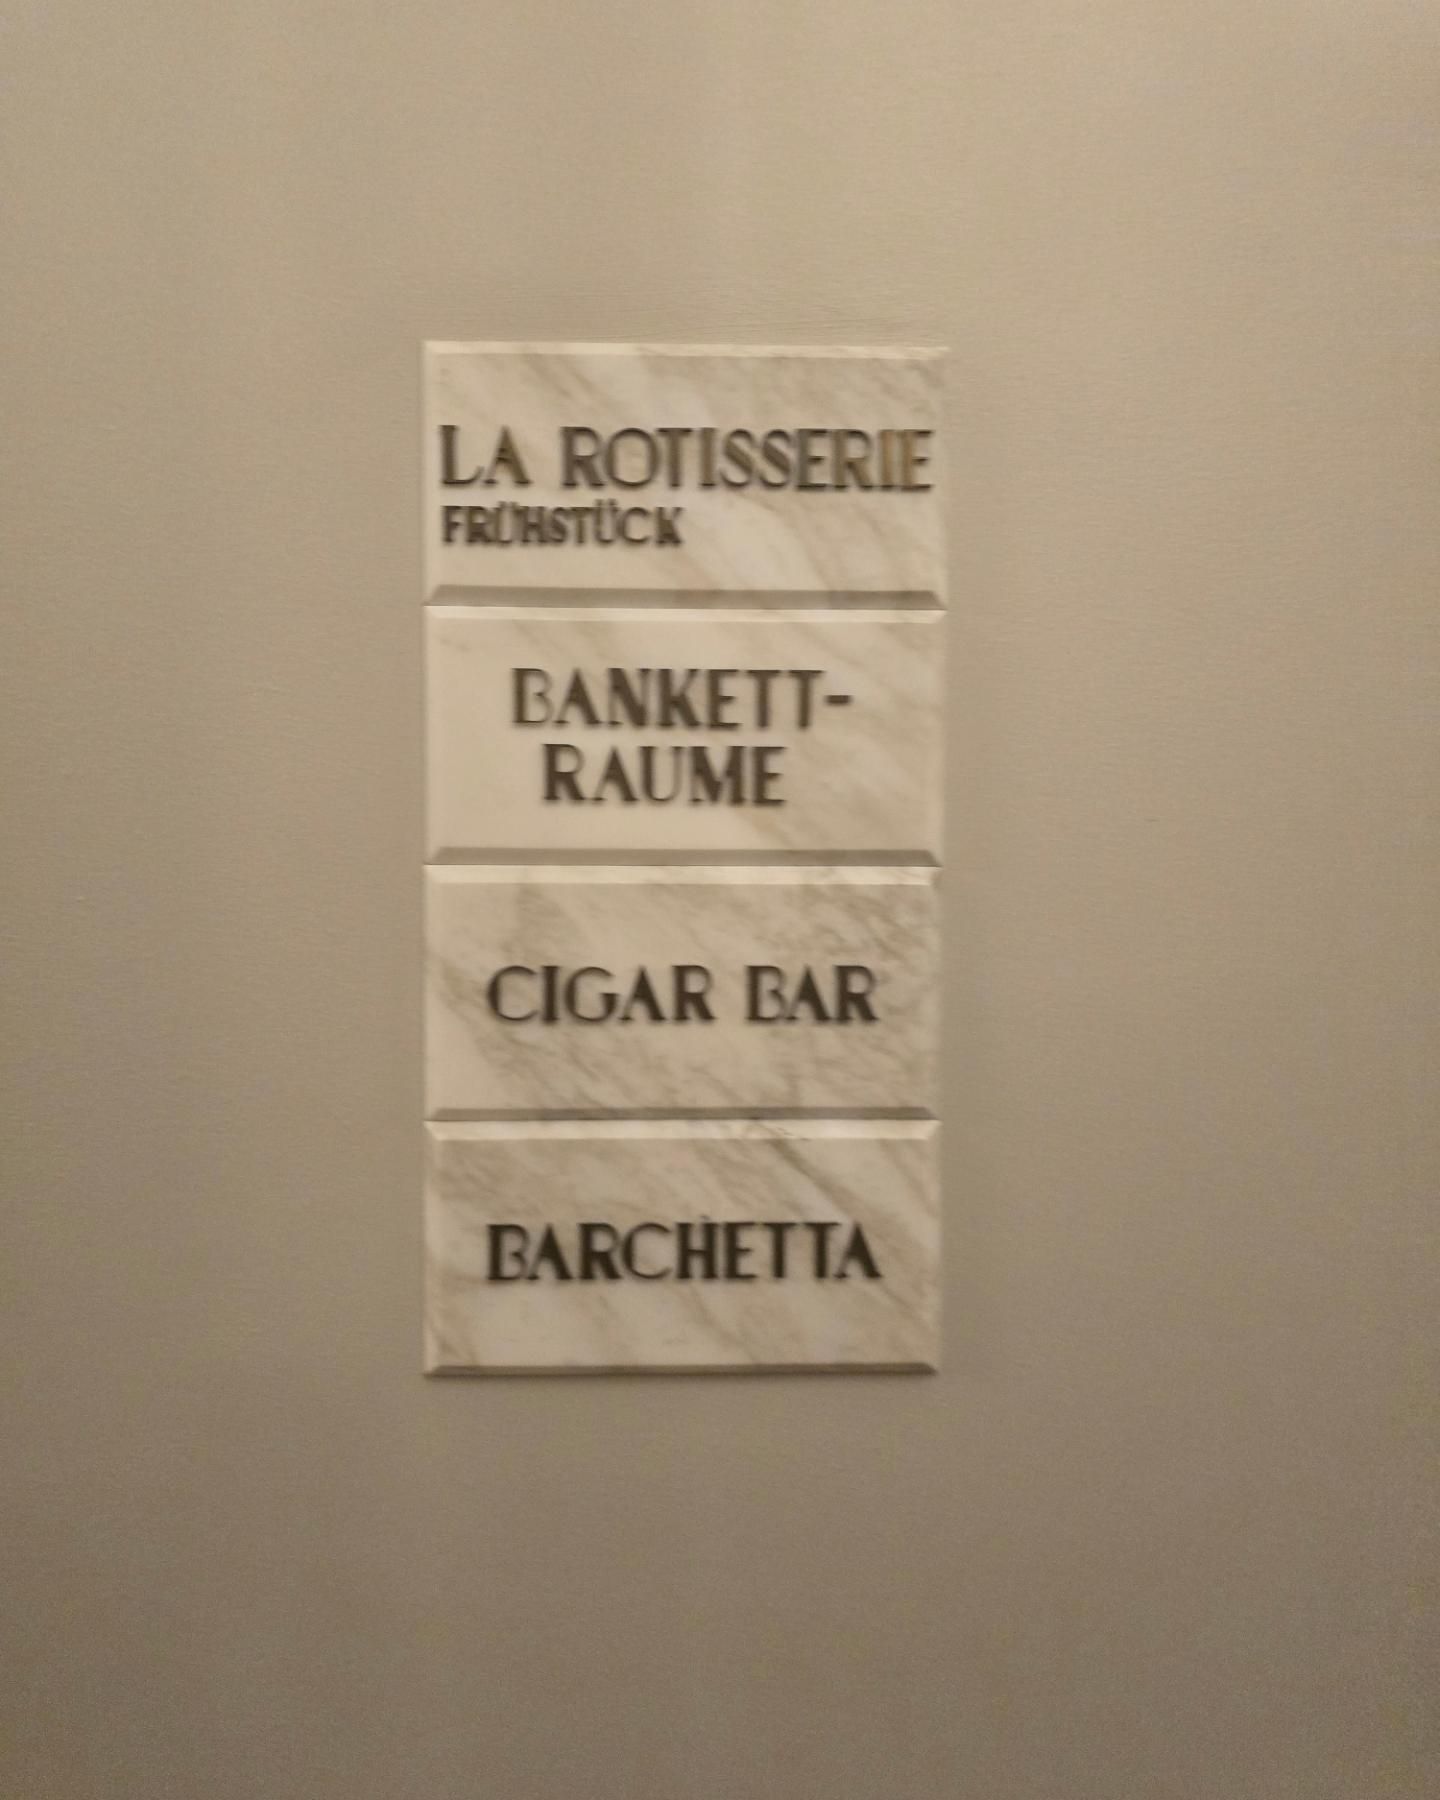 LA ROTISSERIE
FRÜHSTÜCK
BANKETT-
RAUME
CIGAR BAR
BARCHETTA